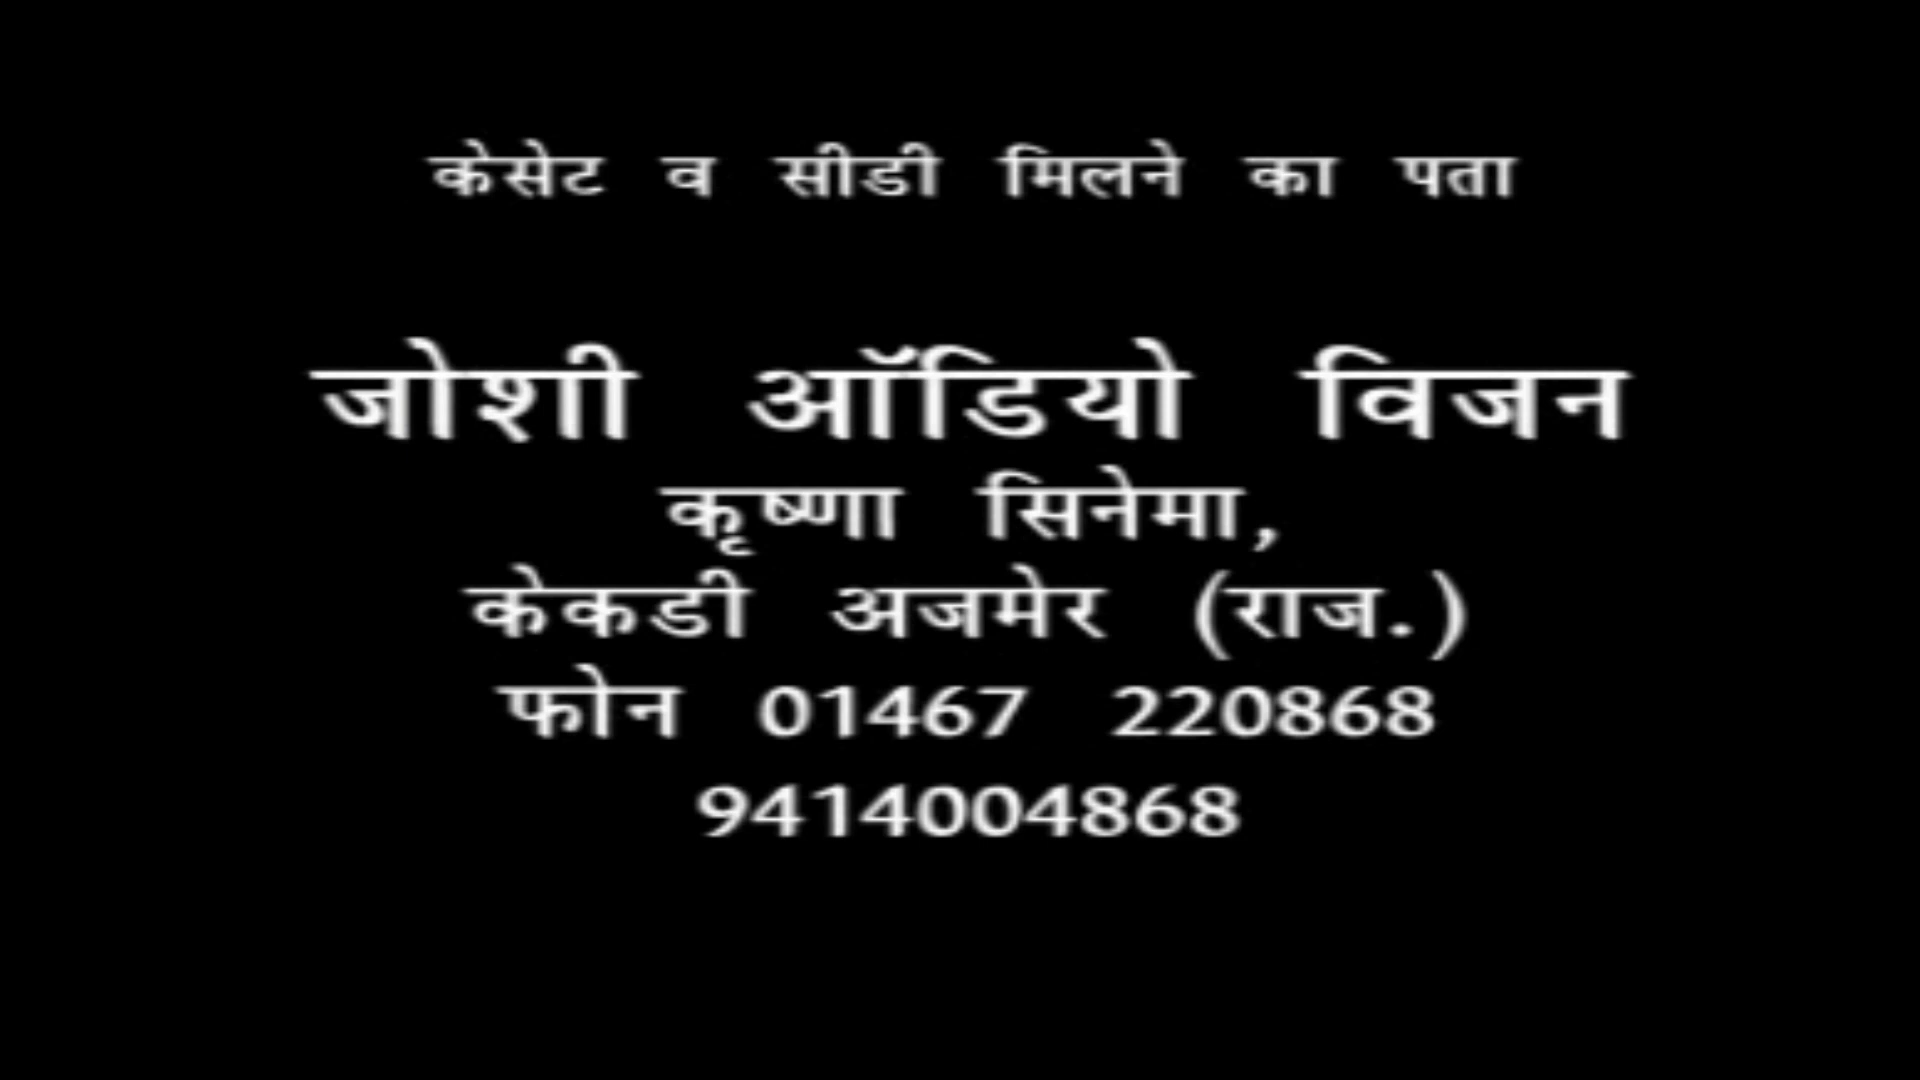 केसेट व सीडी मिलने का पता
जोशी ऑडियो विजन
कृष्णा सिनेमा,
केकडी अजमेर (राज.)
फोन 01467 220868
9414004868